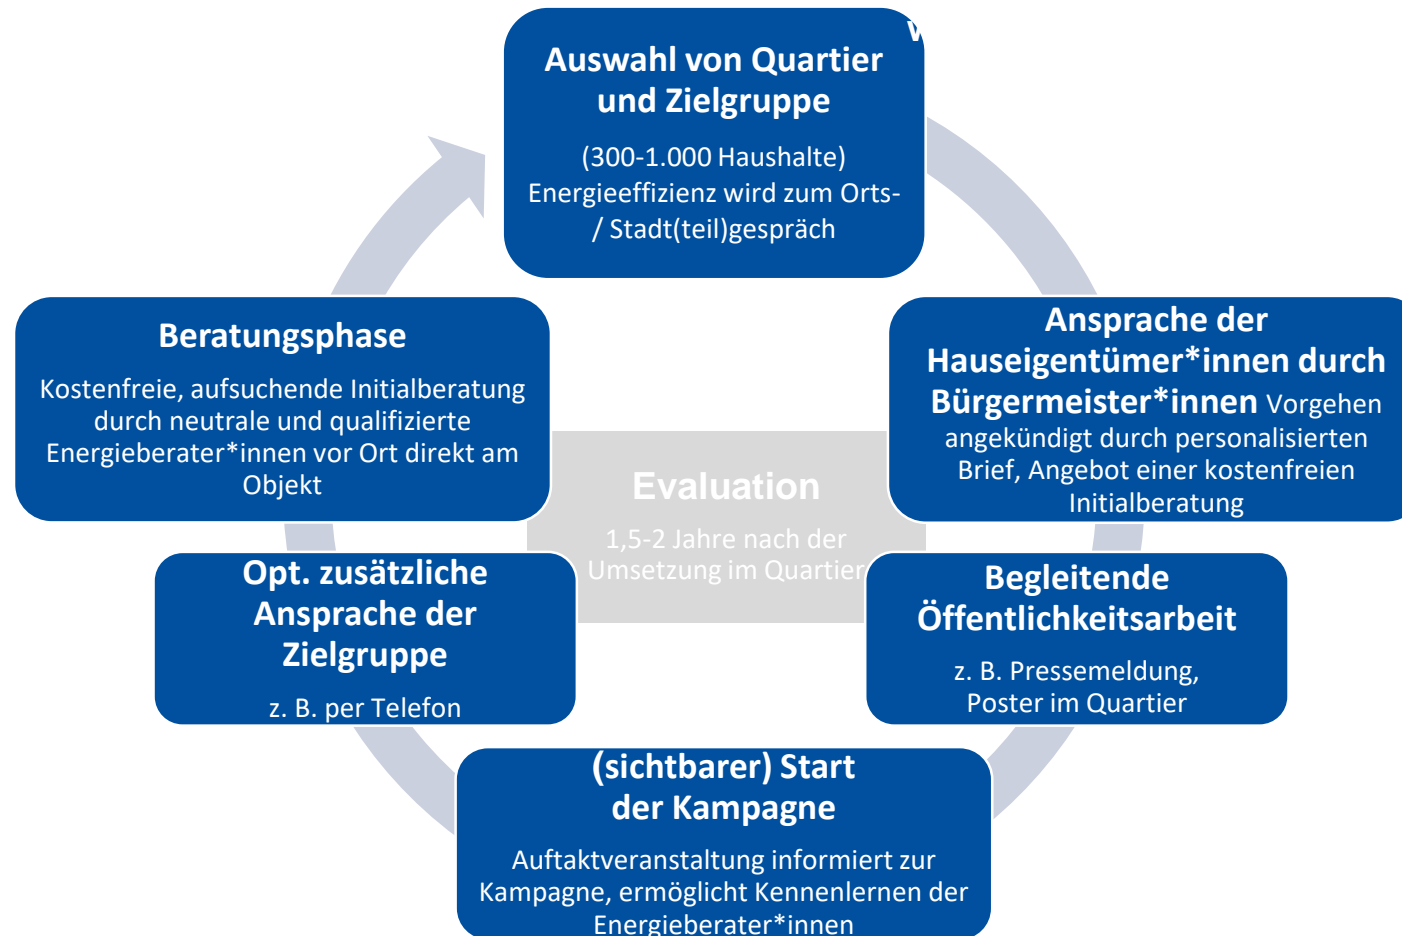 Auswahl von Quartier
und Zielgruppe
(300-1.000 Haushalte)
Energieeffizienz wird zum Orts-
/ Stadt(teil)gespräch
Ansprache der
Hauseigentümer*innen durch
Bürgermeister*innen Vorgehen
angekündigt durch personalisierten
Brief, Angebot einer kostenfreien
Initialberatung
Begleitende
Öffentlichkeitsarbeit
z. B. Pressemeldung,
Poster im Quartier
(sichtbarer) Start
der Kampagne
Auftaktveranstaltung informiert zur
Kampagne, ermöglicht Kennenlernen der
Energieberater*innen
Opt. zusätzliche
Ansprache der
Zielgruppe
z. B. per Telefon
Beratungsphase
Kostenfreie, aufsuchende Initialberatung
durch neutrale und qualifizierte
Energieberater*innen vor Ort direkt am
Objekt
Evaluation
1,5-2 Jahre nach der
Umsetzung im Quartier